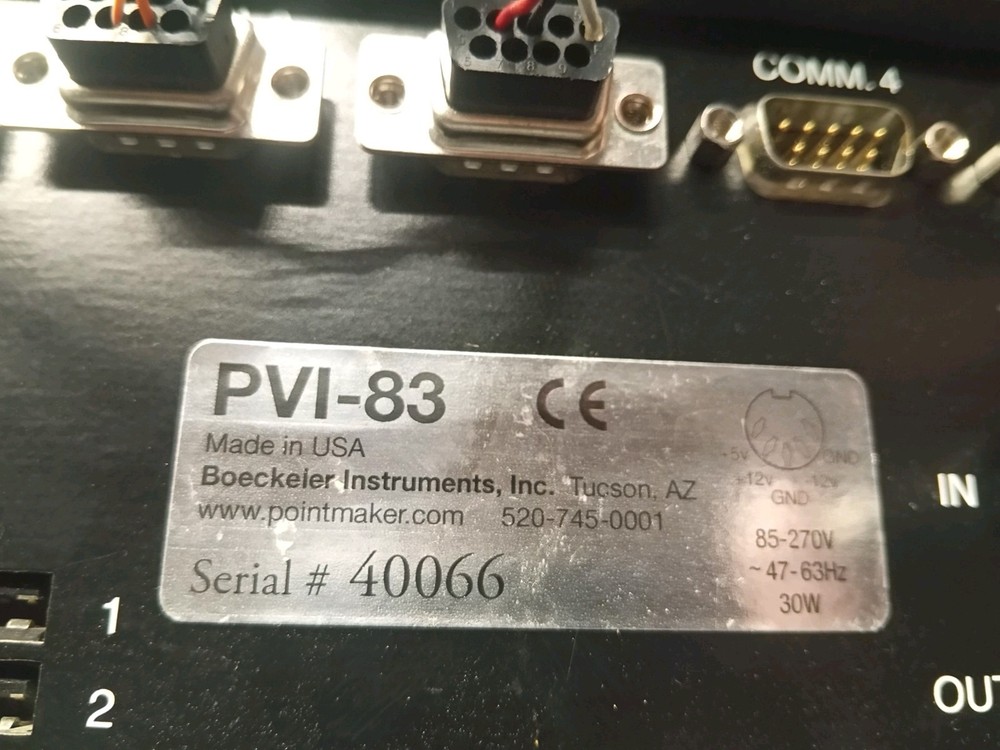 COMM. 4
PVI-83 CE
Made in USA
Boeckeler Instruments, Inc. Tucson, AZ
www.pointmaker.com 520-745-0001
Serial # 40066
+5V GND
-12V 12V
GND
85-270V
~ 47-63Hz
30W
IN
OUT
1
2